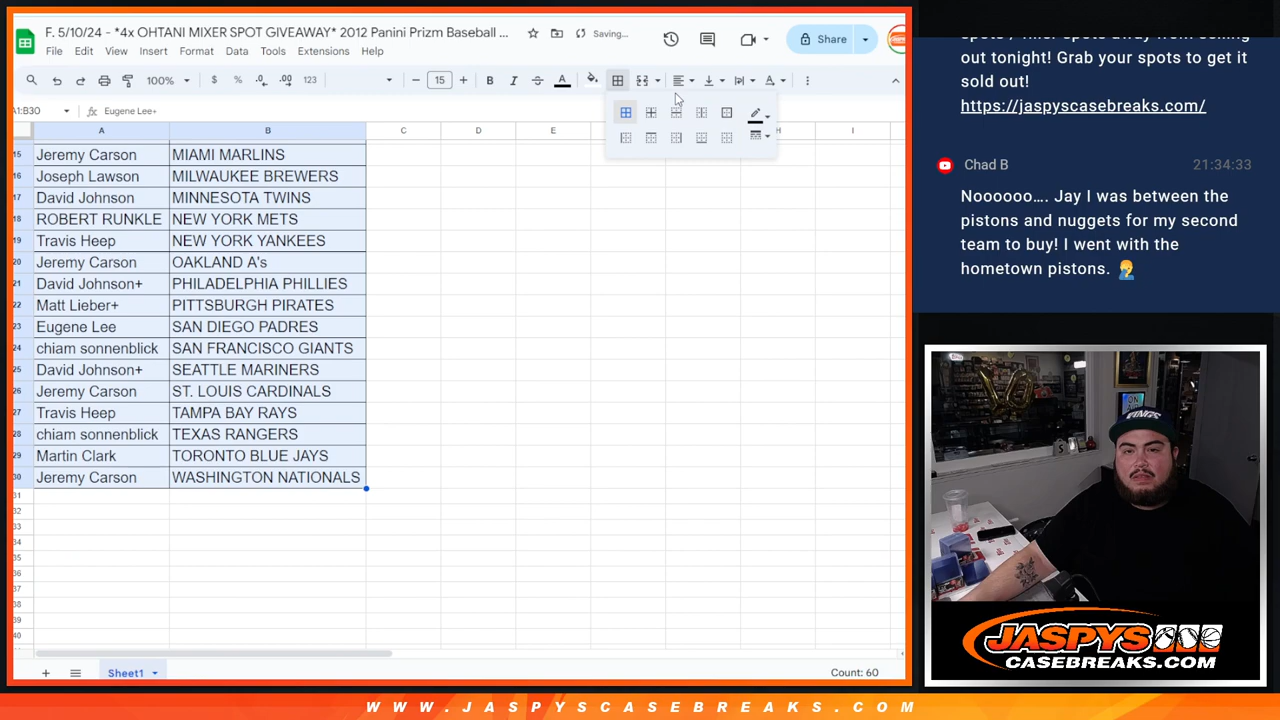 F. 5/10/24 - *4x OHTANI MIXER SPOT GIVEAWAY* 2012 Panini Prizm Baseball ...
Saving...
File Edit View Insert Format Data Tools Extensions Help
Share
100% $ % .0 .00 123 15 B I S A
A1:B30 fx Eugene Lee+
A B C D E H I
15 Jeremy Carson MIAMI MARLINS
16 Joseph Lawson MILWAUKEE BREWERS
17 David Johnson MINNESOTA TWINS
18 ROBERT RUNKLE NEW YORK METS
19 Travis Heep NEW YORK YANKEES
20 Jeremy Carson OAKLAND A's
21 David Johnson+ PHILADELPHIA PHILLIES
22 Matt Lieber+ PITTSBURGH PIRATES
23 Eugene Lee SAN DIEGO PADRES
24 chiam sonnenblick SAN FRANCISCO GIANTS
25 David Johnson+ SEATTLE MARINERS
26 Jeremy Carson ST. LOUIS CARDINALS
27 Travis Heep TAMPA BAY RAYS
28 chiam sonnenblick TEXAS RANGERS
29 Martin Clark TORONTO BLUE JAYS
30 Jeremy Carson WASHINGTON NATIONALS
31
32
33
34
35
36
37
38
39
40
Sheet1
Count: 60
out tonight! Grab your spots to get it
sold out!
https://jaspyscasebreaks.com/
Chad B 21:34:33
Noooooo.... Jay I was between the
pistons and nuggets for my second
team to buy! I went with the
hometown pistons.
KINGS
JASPYS
CASEBREAKS.COM
WWW.JASPYSCASEBREAKS.COM